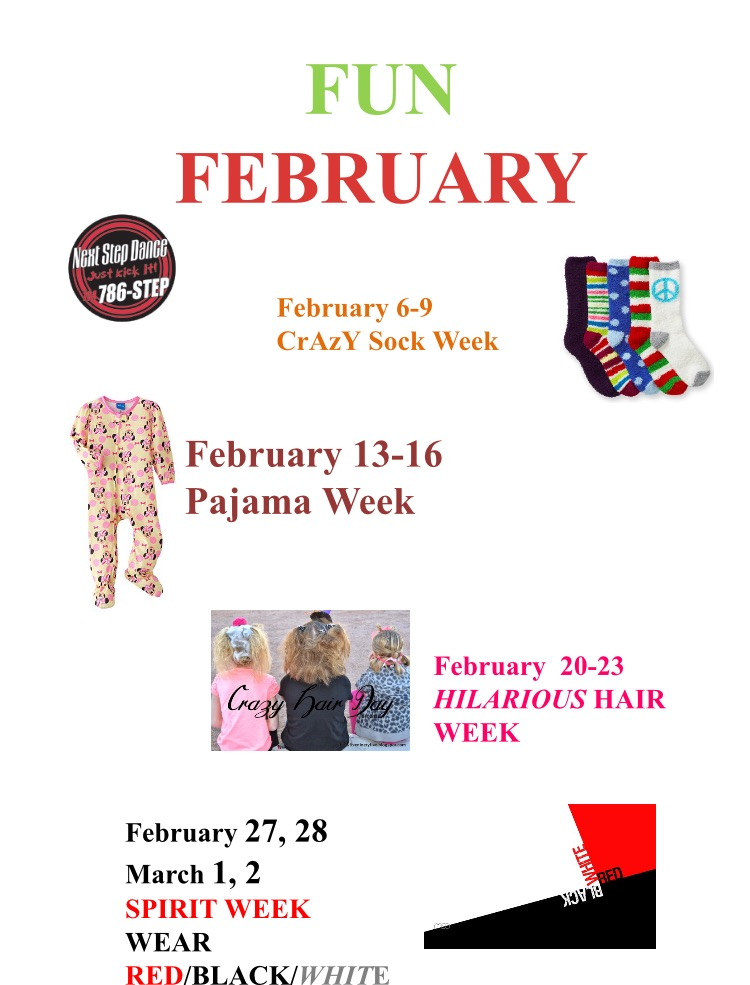 FUN
FEBRUARY
Next Step Dance
Just Kick It!
786-STEP
February 6-9
CrAzY Sock Week
February 13-16
Pajama Week
Crazy Hair Day
February 20-23
HILARIOUS HAIR
WEEK
February 27, 28
March 1, 2
SPIRIT WEEK
WEAR
RED/BLACK/WHITE
WHITE
RED
BLACK